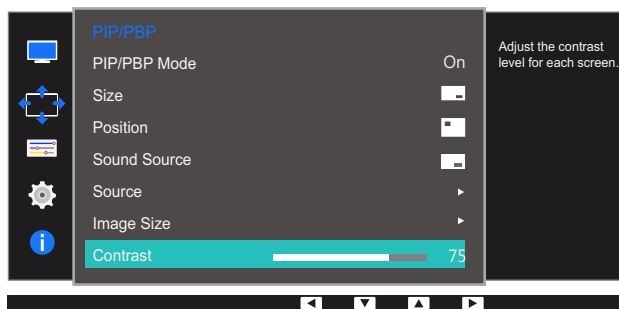 PIP/PBP
PIP/PBP Mode On
Size
Position
Sound Source
Source
Image Size
Contrast 75
Adjust the contrast
level for each screen.